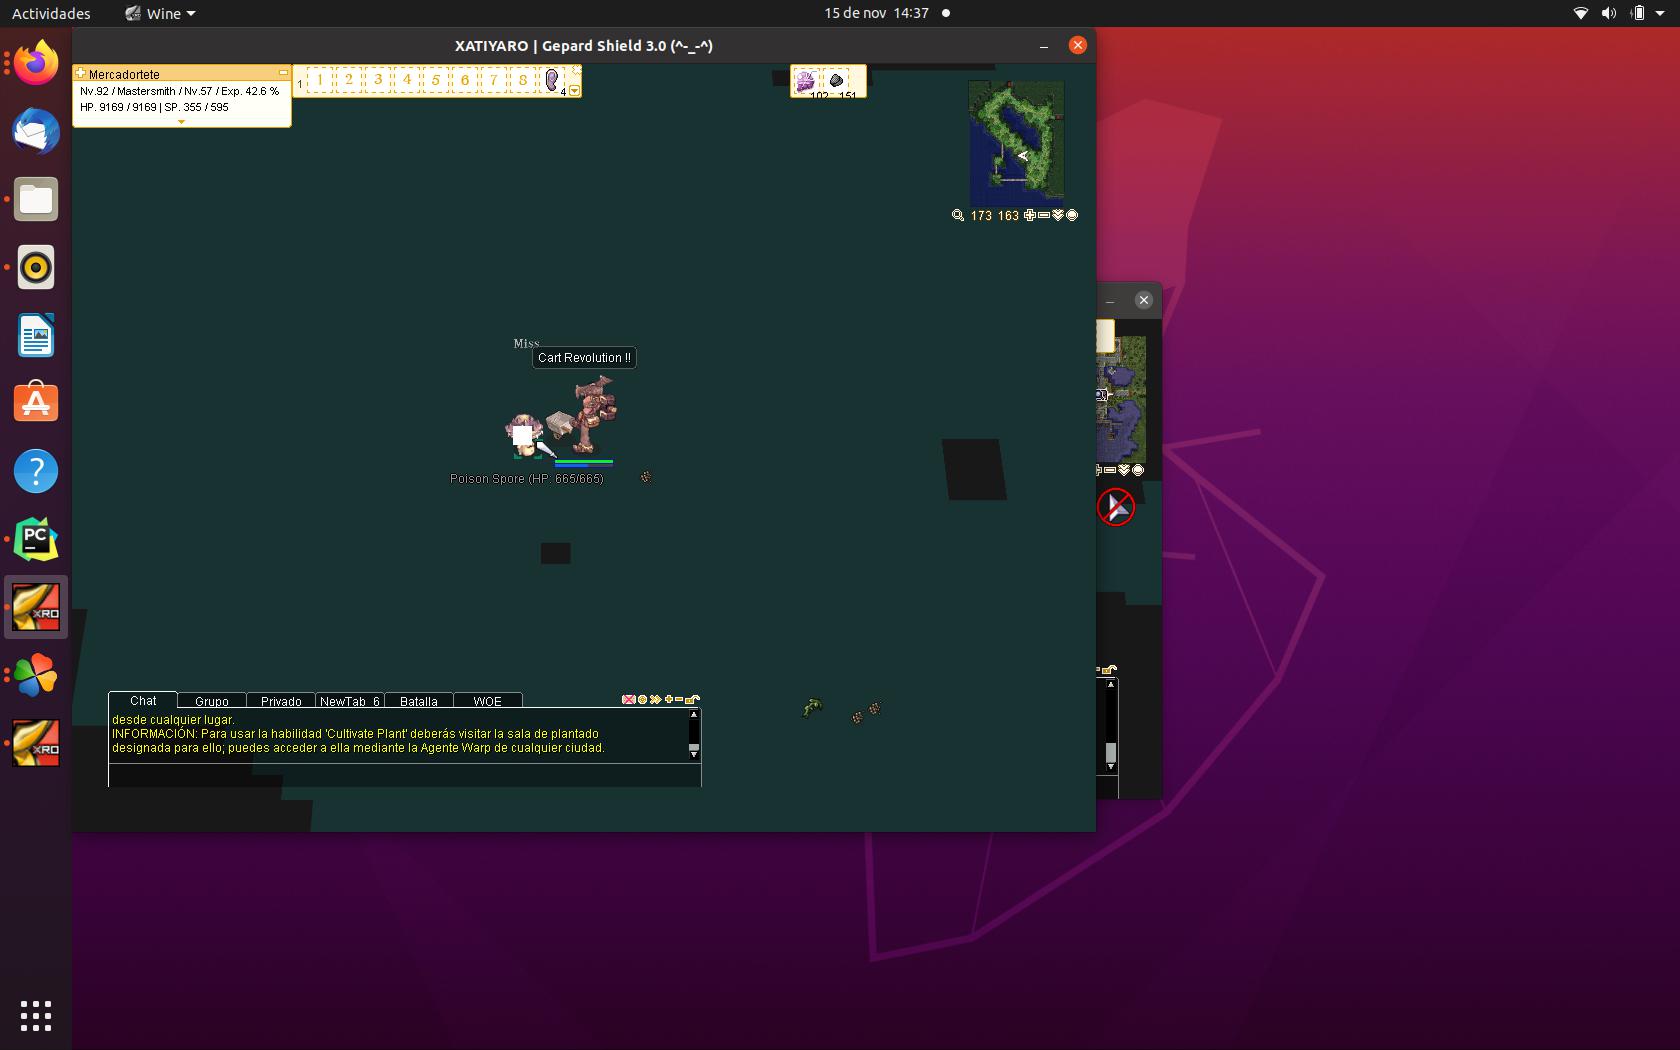 Actividades
Wine
15 de nov 14:37
XATIYARO | Gepard Shield 3.0 (^-_-^)
Mercadortete
Nv.92 / Mastersmith / Nv.57 / Exp. 42.6 %
HP. 9169 / 9169 | SP. 355 / 595
1 1 2 3 4 5 6 7 8 4
102 151
173 163
Miss
Cart Revolution !!
Poison Spore (HP: 665/665)
PC
XRO
XRO
Chat Grupo Privado NewTab_6 Batalla WOE
desde cualquier lugar.
INFORMACIÓN: Para usar la habilidad 'Cultivate Plant' deberás visitar la sala de plantado
designada para ello; puedes acceder a ella mediante la Agente Warp de cualquier ciudad.